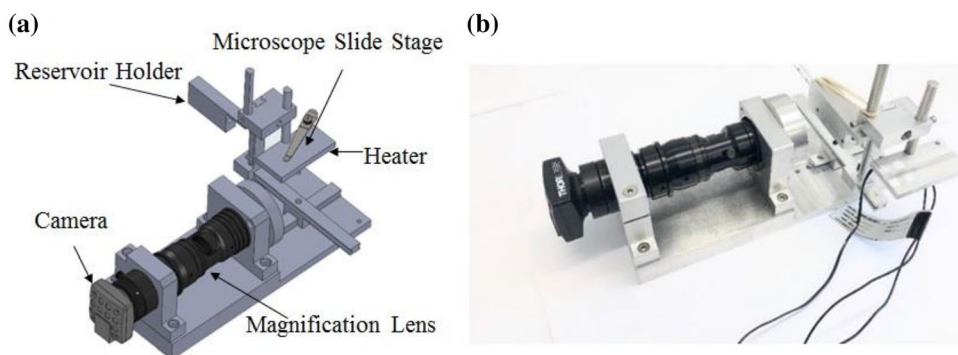 (a)
Microscope Slide Stage
Reservoir Holder
Heater
Camera
Magnification Lens
(b)
THOR